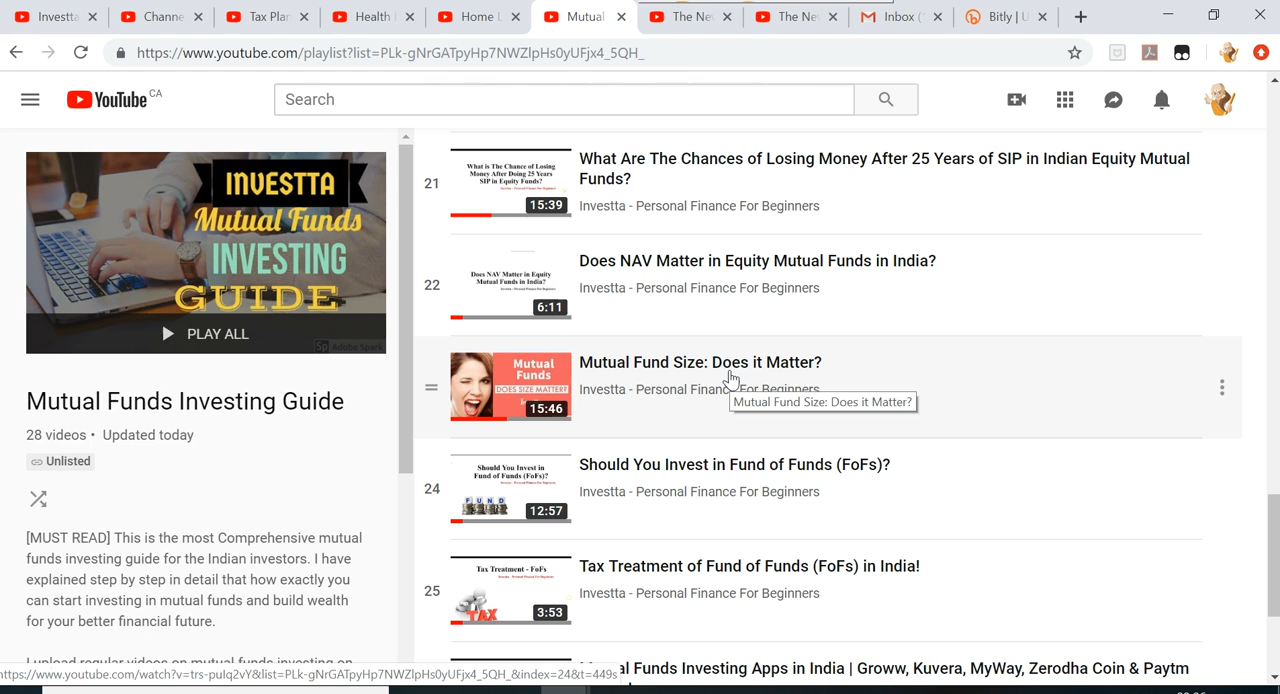 Investta
Channe
Tax Plan
Health
Home L
Mutual
The Ne
The Ne
Inbox (
Bitly | U
https://www.youtube.com/playlist?list=PLk-gNrGATpyHp7NWZlpHs0yUFjx4_5QH_
YouTube CA
Search
INVESTTA
Mutual Funds
INVESTING
GUIDE
PLAY ALL
Sp Adobe Spark
Mutual Funds Investing Guide
28 videos • Updated today
Unlisted
[MUST READ] This is the most Comprehensive mutual
funds investing guide for the Indian investors. I have
explained step by step in detail that how exactly you
can start investing in mutual funds and build wealth
for your better financial future.
I upload regular videos on mutual funds investing on
21
What is The Chance of Losing
Money After Doing 25 Years
SIP in Equity Funds?
15:39
What Are The Chances of Losing Money After 25 Years of SIP in Indian Equity Mutual
Funds?
Investta - Personal Finance For Beginners
22
Does NAV Matter in Equity
Mutual Funds in India?
6:11
Does NAV Matter in Equity Mutual Funds in India?
Investta - Personal Finance For Beginners
Mutual
Funds
DOES SIZE MATTER?
15:46
Mutual Fund Size: Does it Matter?
Investta - Personal Finance For Beginners
Mutual Fund Size: Does it Matter?
24
Should You Invest in
Fund of Funds (FoFs)?
FUND
12:57
Should You Invest in Fund of Funds (FoFs)?
Investta - Personal Finance For Beginners
25
Tax Treatment - FoFs
TAX
3:53
Tax Treatment of Fund of Funds (FoFs) in India!
Investta - Personal Finance For Beginners
al Funds Investing Apps in India | Groww, Kuvera, MyWay, Zerodha Coin & Paytm
https://www.youtube.com/watch?v=trs-pulq2vY&list=PLk-gNrGATpyHp7NWZlpHs0yUFjx4_5QH_&index=24&t=449s